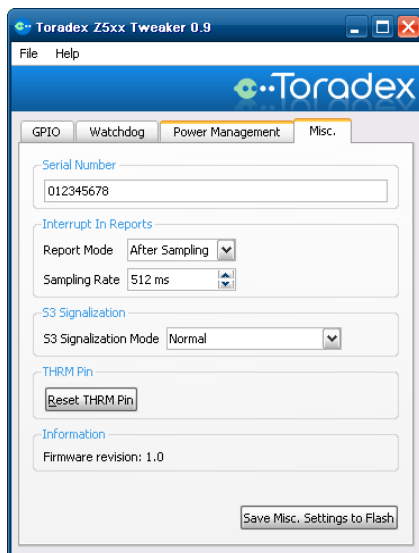 Toradex Z5xx Tweaker 0.9
File Help
Toradex
GPIO Watchdog Power Management Misc.
Serial Number
012345678
Interrupt In Reports
Report Mode After Sampling
Sampling Rate 512 ms
S3 Signalization
S3 Signalization Mode Normal
THRM Pin
Reset THRM Pin
Information
Firmware revision: 1.0
Save Misc. Settings to Flash